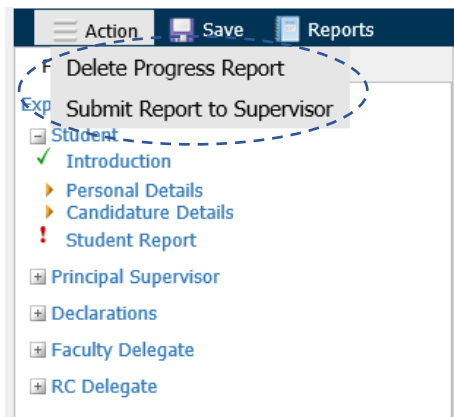 Action Save Reports
F
Delete Progress Report
Exp
Submit Report to Supervisor
Student
Introduction
Personal Details
Candidature Details
Student Report
Principal Supervisor
Declarations
Faculty Delegate
RC Delegate